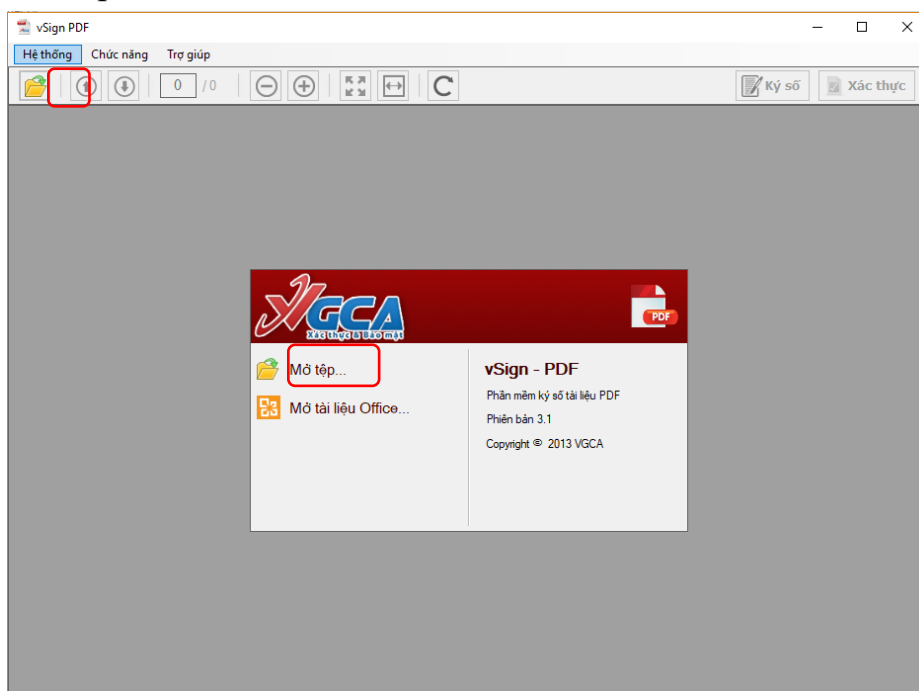 vSign PDF
Hệ thống Chức năng Trợ giúp
0 / 0 Ký số Xác thực
VGCA
Xác thực & Bảo mật
PDF
Mở tệp...
Mở tài liệu Office...
vSign - PDF
Phần mềm ký số tài liệu PDF
Phiên bản 3.1
Copyright © 2013 VGCA